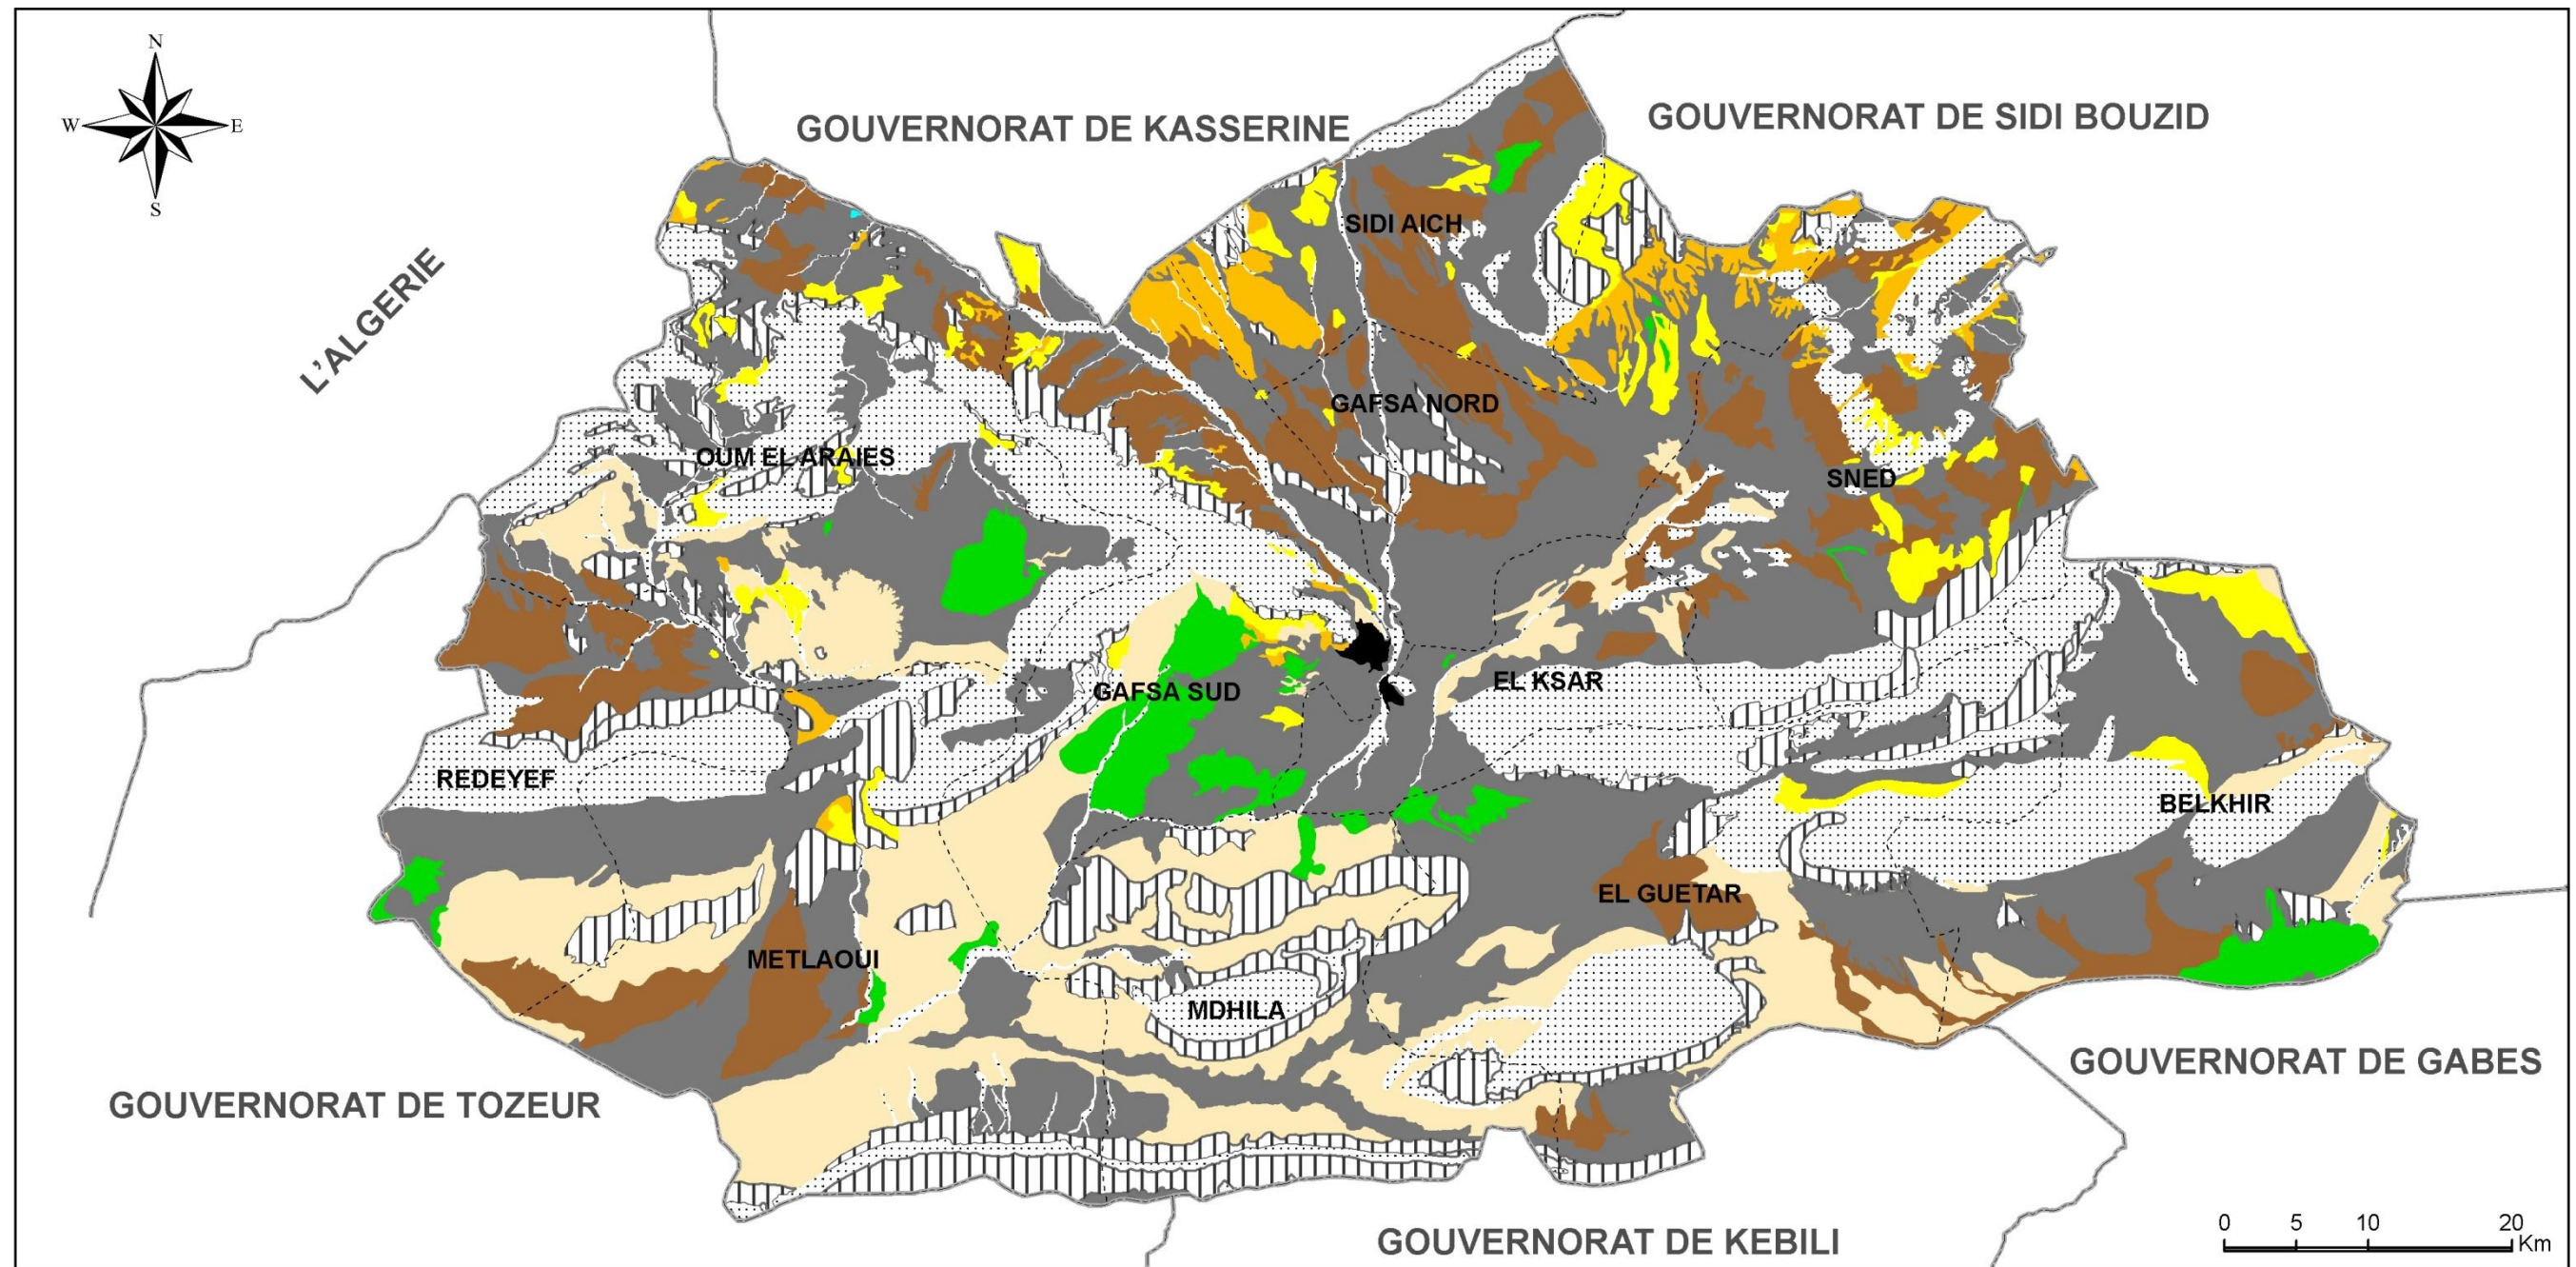 N
W E
S
GOUVERNORAT DE KASSERINE
GOUVERNORAT DE SIDI BOUZID
L'ALGERIE
SIDI AICH
GAFSA NORD
OUM EL ARAIES
SNED
GAFSA SUD
EL KSAR
REDEYEF
BELKHIR
EL GUETAR
METLAOUI
MDHILA
GOUVERNORAT DE TOZEUR
GOUVERNORAT DE GABES
GOUVERNORAT DE KEBILI
0 5 10 20
Km